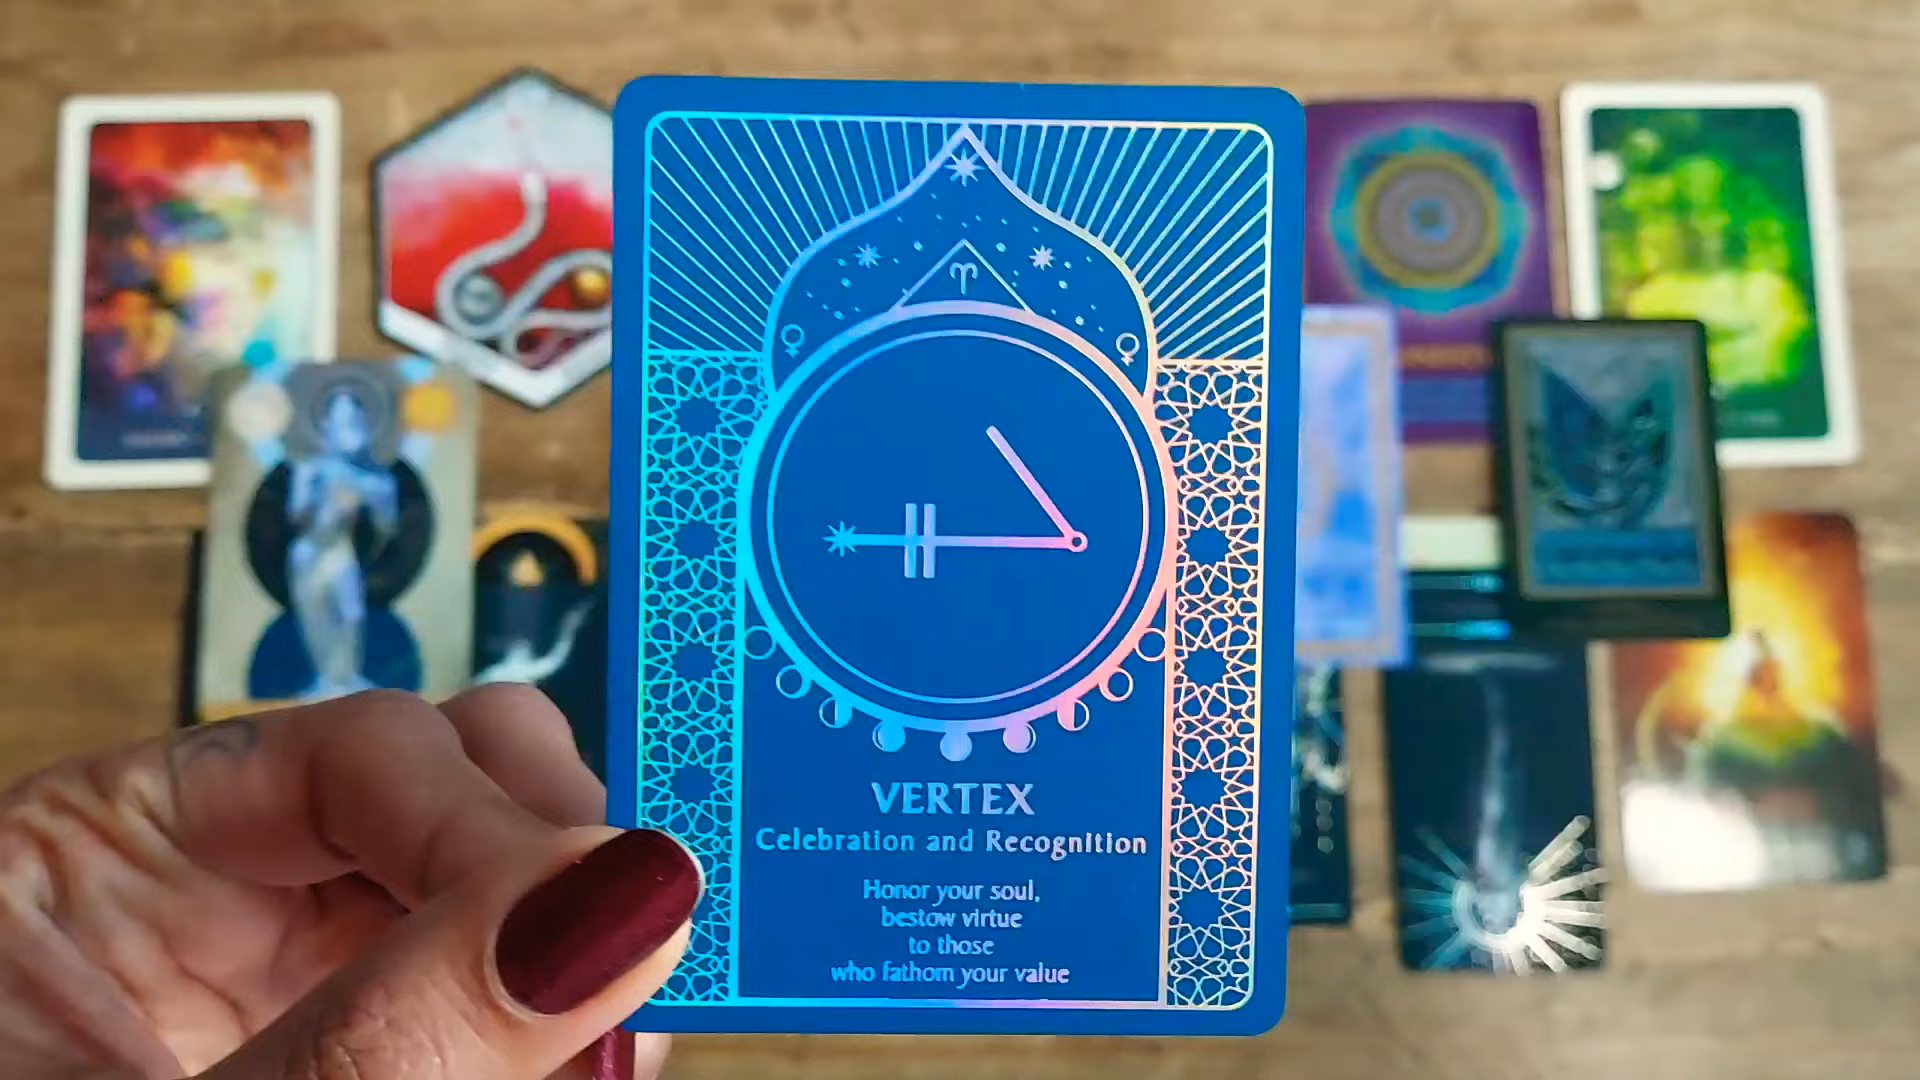 VERTEX
Celebration and Recognition
Honor your soul,
bestow virtue
to those
who fathom your value